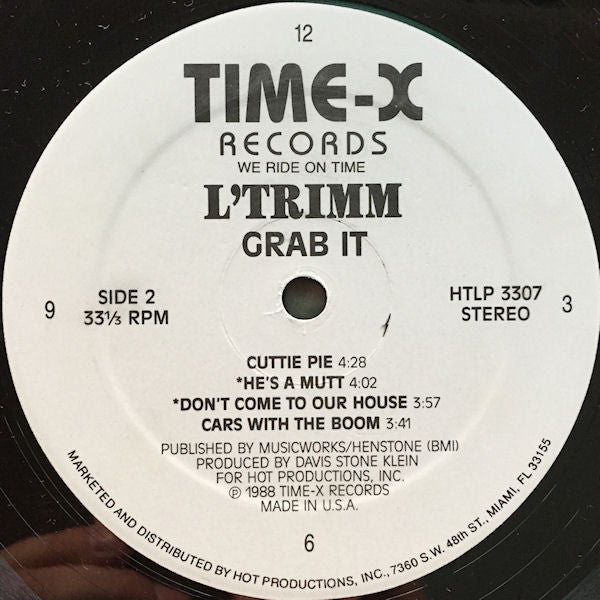 12
TIME-X
RECORDS
WE RIDE ON TIME
L'TRIMM
GRAB IT
9
SIDE 2
33⅓ RPM
HTLP 3307
STEREO
3
CUTTIE PIE 4:28
*HE'S A MUTT 4:02
*DON'T COME TO OUR HOUSE 3:57
CARS WITH THE BOOM 3:41
PUBLISHED BY MUSICWORKS/HENSTONE (BMI)
PRODUCED BY DAVIS STONE KLEIN
FOR HOT PRODUCTIONS, INC.
℗ 1988 TIME-X RECORDS
MADE IN U.S.A.
6
MARKETED AND DISTRIBUTED BY HOT PRODUCTIONS, INC., 7360 S.W. 48th ST., MIAMI, FL 33155